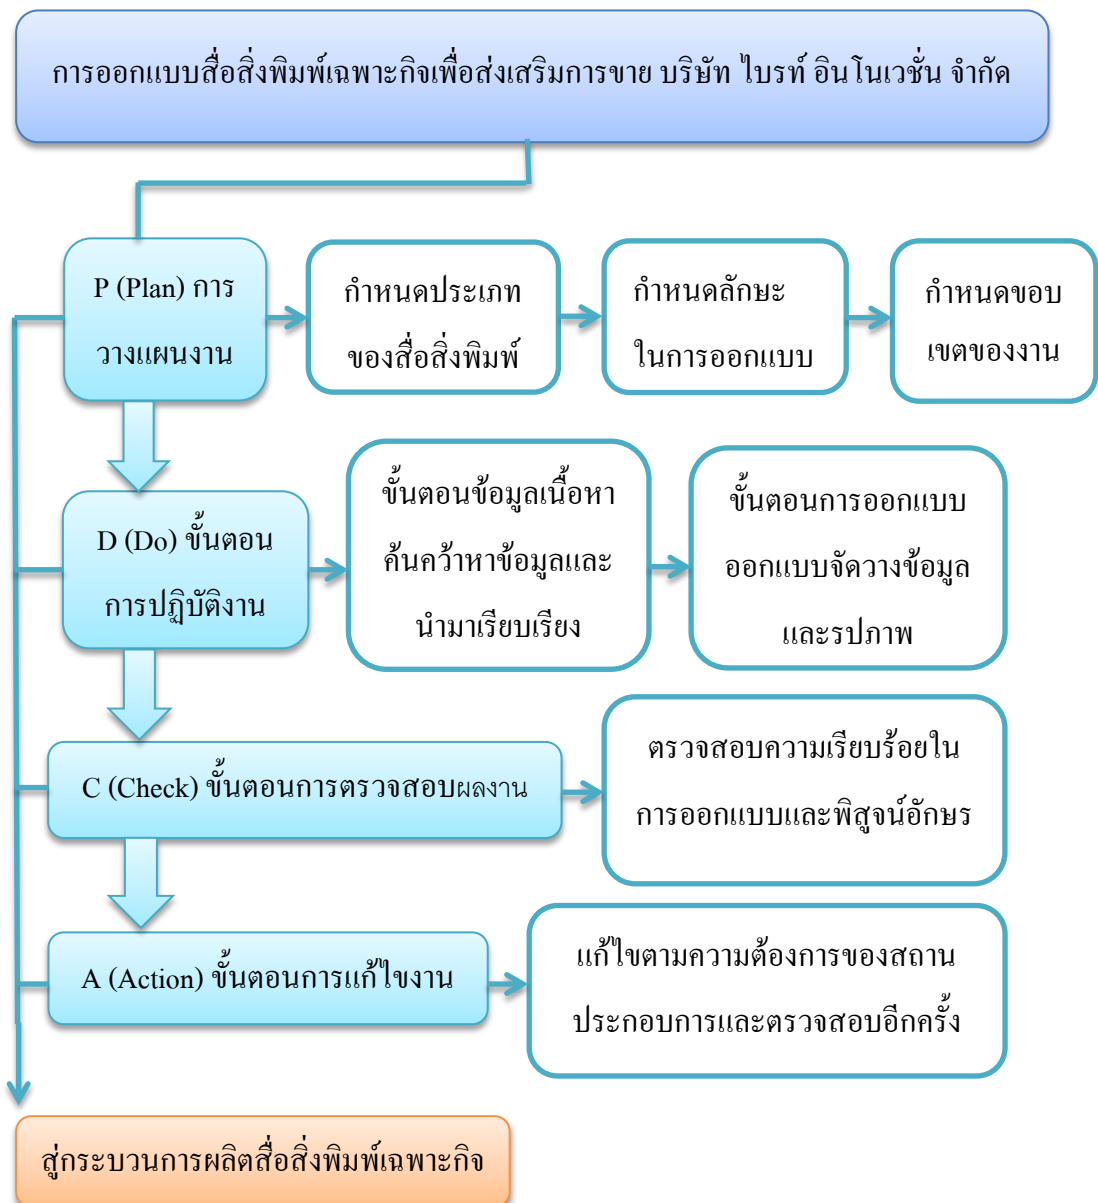 การออกแบบสื่อสิ่งพิมพ์เฉพาะกิจเพื่อส่งเสริมการขาย บริษัท ไบรท์ อินโนเวชั่น จำกัด
P (Plan) การ
วางแผนงาน
กำหนดประเภท
ของสื่อสิ่งพิมพ์
กำหนดลักษะ
ในการออกแบบ
กำหนดขอบ
เขตของงาน
D (Do) ขั้นตอน
การปฏิบัติงาน
ขั้นตอนข้อมูลเนื้อหา
ค้นคว้าหาข้อมูลและ
นำมาเรียบเรียง
ขั้นตอนการออกแบบ
ออกแบบจัดวางข้อมูล
และรปภาพ
C (Check) ขั้นตอนการตรวจสอบผลงาน
ตรวจสอบความเรียบร้อยใน
การออกแบบและพิสูจน์อักษร
A (Action) ขั้นตอนการแก้ไขงาน
แก้ไขตามความต้องการของสถาน
ประกอบการและตรวจสอบอีกครั้ง
สู่กระบวนการผลิตสื่อสิ่งพิมพ์เฉพาะกิจ